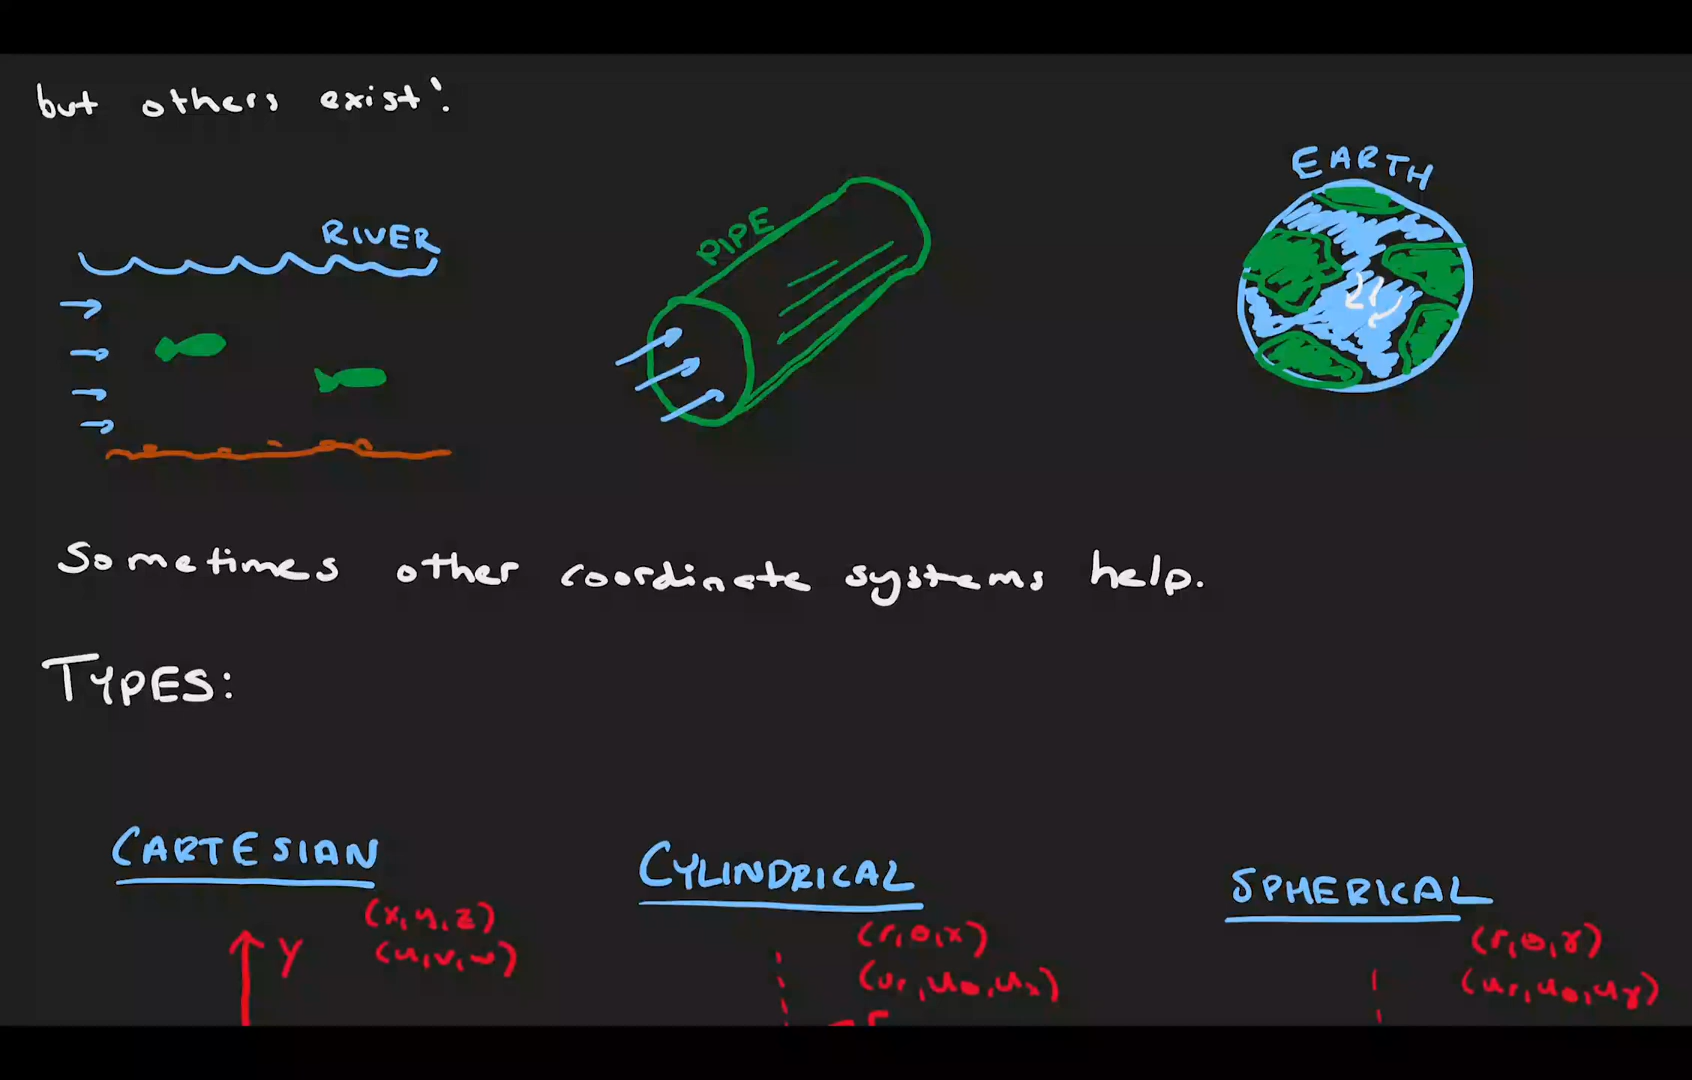 but others exist!
RIVER
PIPE
EARTH
Sometimes other coordinate systems help.
TYPES:
CARTESIAN
(x,y,z)
(u,v,w)
Y
CYLINDRICAL
(r,θ,x)
(ur,uθ,ux)
r
SPHERICAL
(r,θ,γ)
(ur,uθ,uγ)